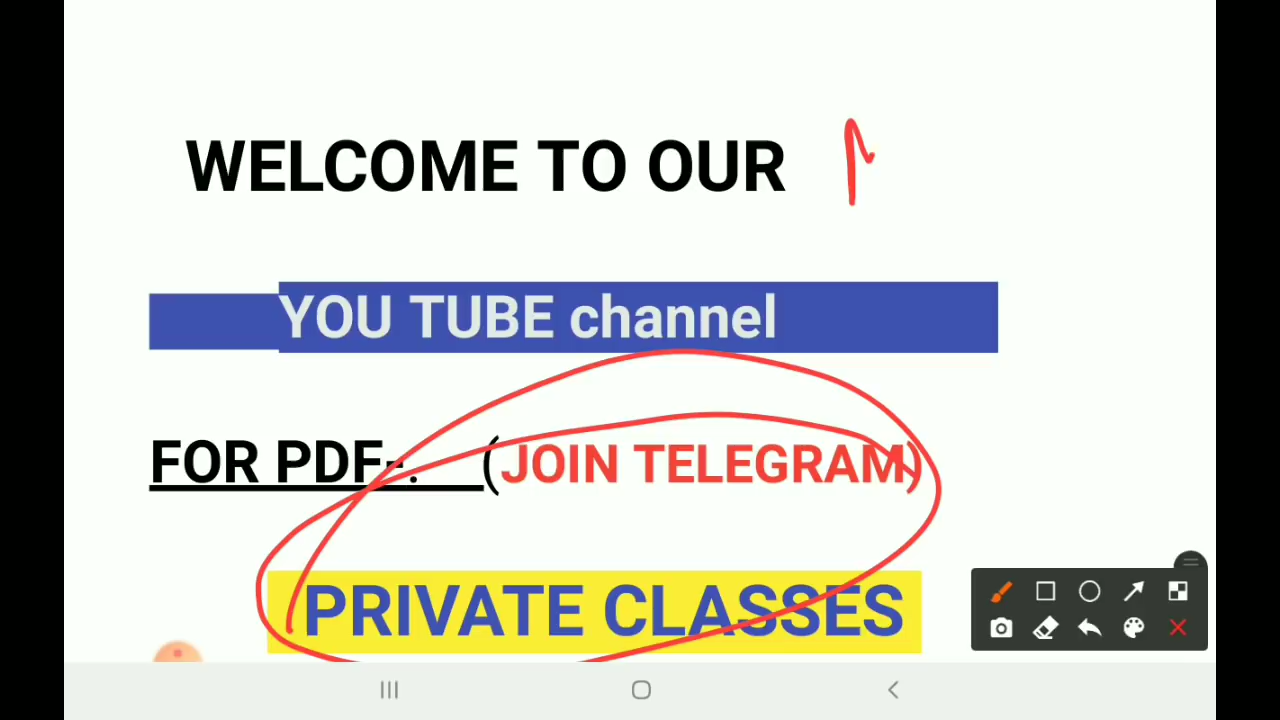 WELCOME TO OUR
YOU TUBE channel
FOR PDF-. (JOIN TELEGRAM)
PRIVATE CLASSES